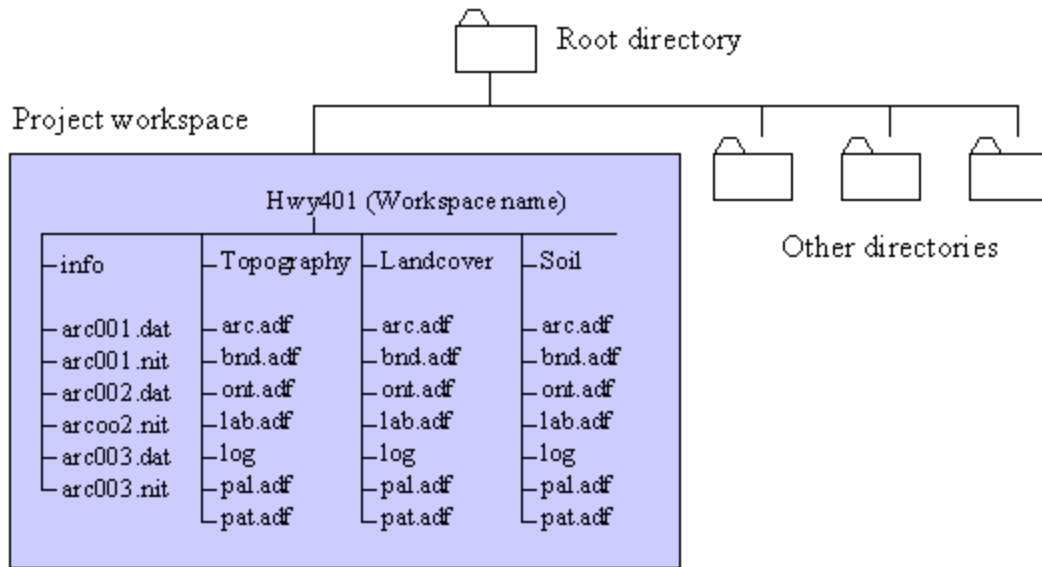 Root directory
Project workspace
Hwy401 (Workspace name)
Other directories
info
arc001.dat
arc001.nit
arc002.dat
arcoo2.nit
arc003.dat
arc003.nit
Topography
arc.adf
bnd.adf
ont.adf
lab.adf
log
pal.adf
pat.adf
Landcover
arc.adf
bnd.adf
ont.adf
lab.adf
log
pal.adf
pat.adf
Soil
arc.adf
bnd.adf
ont.adf
lab.adf
log
pal.adf
pat.adf